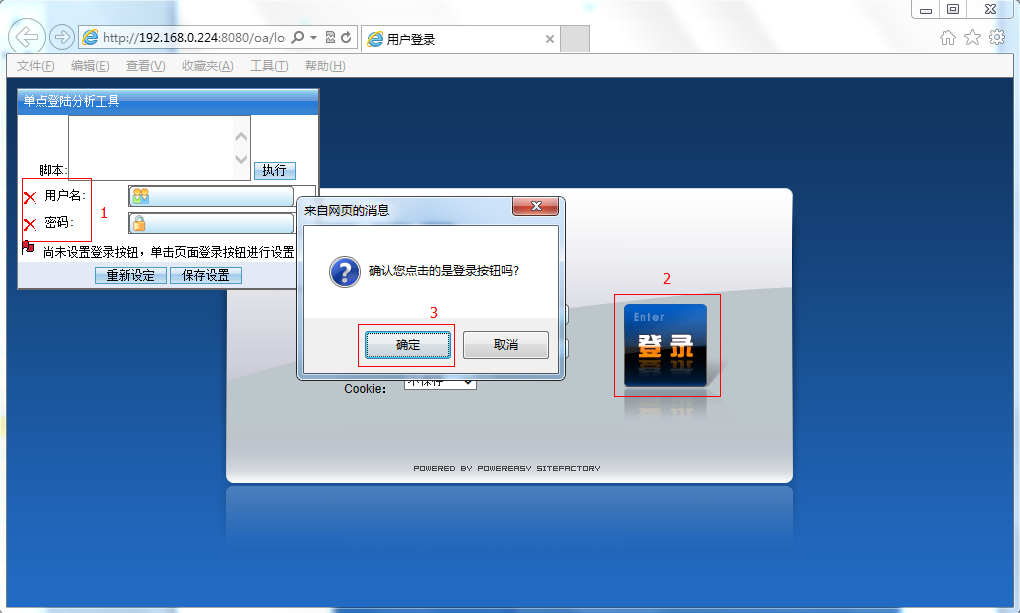 http://192.168.0.224:8080/oa/lo
用户登录
文件(F) 编辑(E) 查看(V) 收藏夹(A) 工具(T) 帮助(H)
单点登陆分析工具
脚本:
执行
用户名:
1
密码:
尚未设置登录按钮，单击页面登录按钮进行设置
重新设定 保存设置
来自网页的消息
确认您点击的是登录按钮吗?
3
确定 取消
2
Enter
登录
Cookie： 不保存
POWERED BY POWEREASY SITEFACTORY